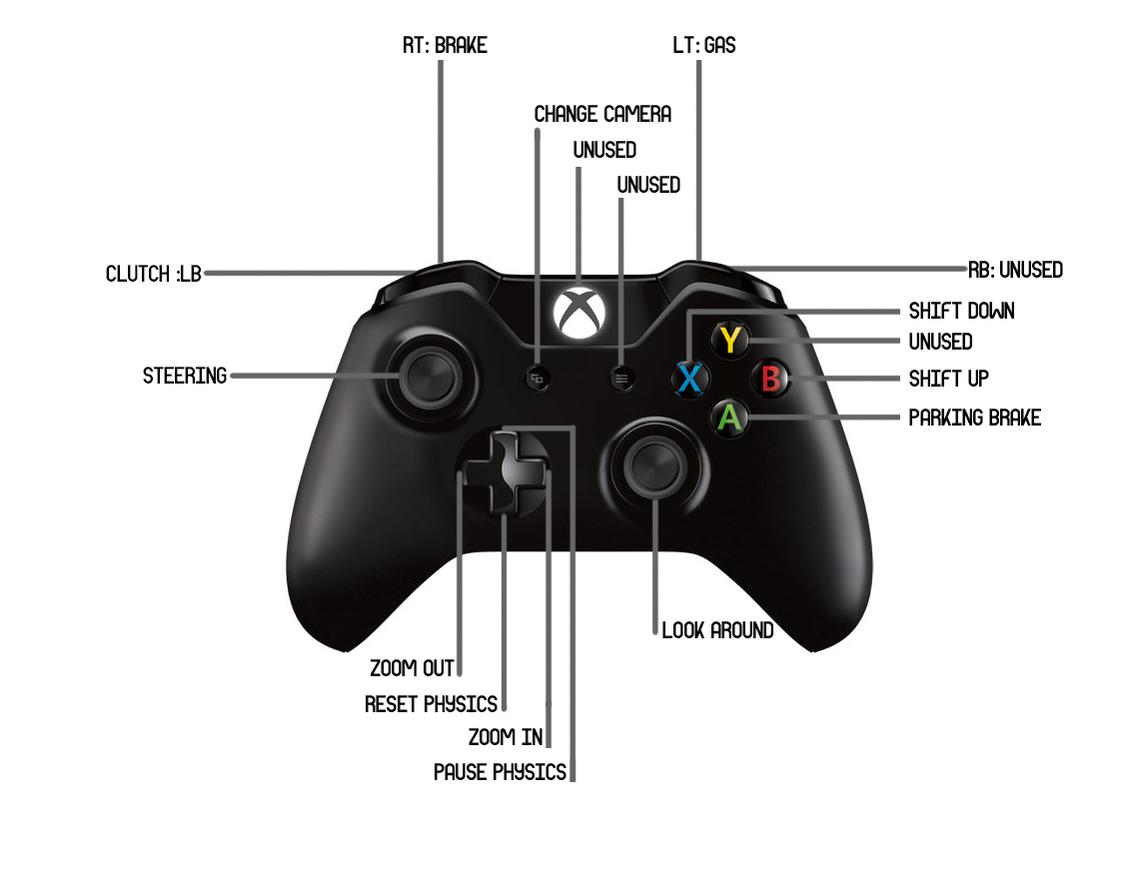 RT: BRAKE
LT: GAS
CHANGE CAMERA
UNUSED
UNUSED
CLUTCH :LB
RB: UNUSED
SHIFT DOWN
Y
UNUSED
STEERING
X
B
SHIFT UP
A
PARKING BRAKE
LOOK AROUND
ZOOM OUT
RESET PHYSICS
ZOOM IN
PAUSE PHYSICS